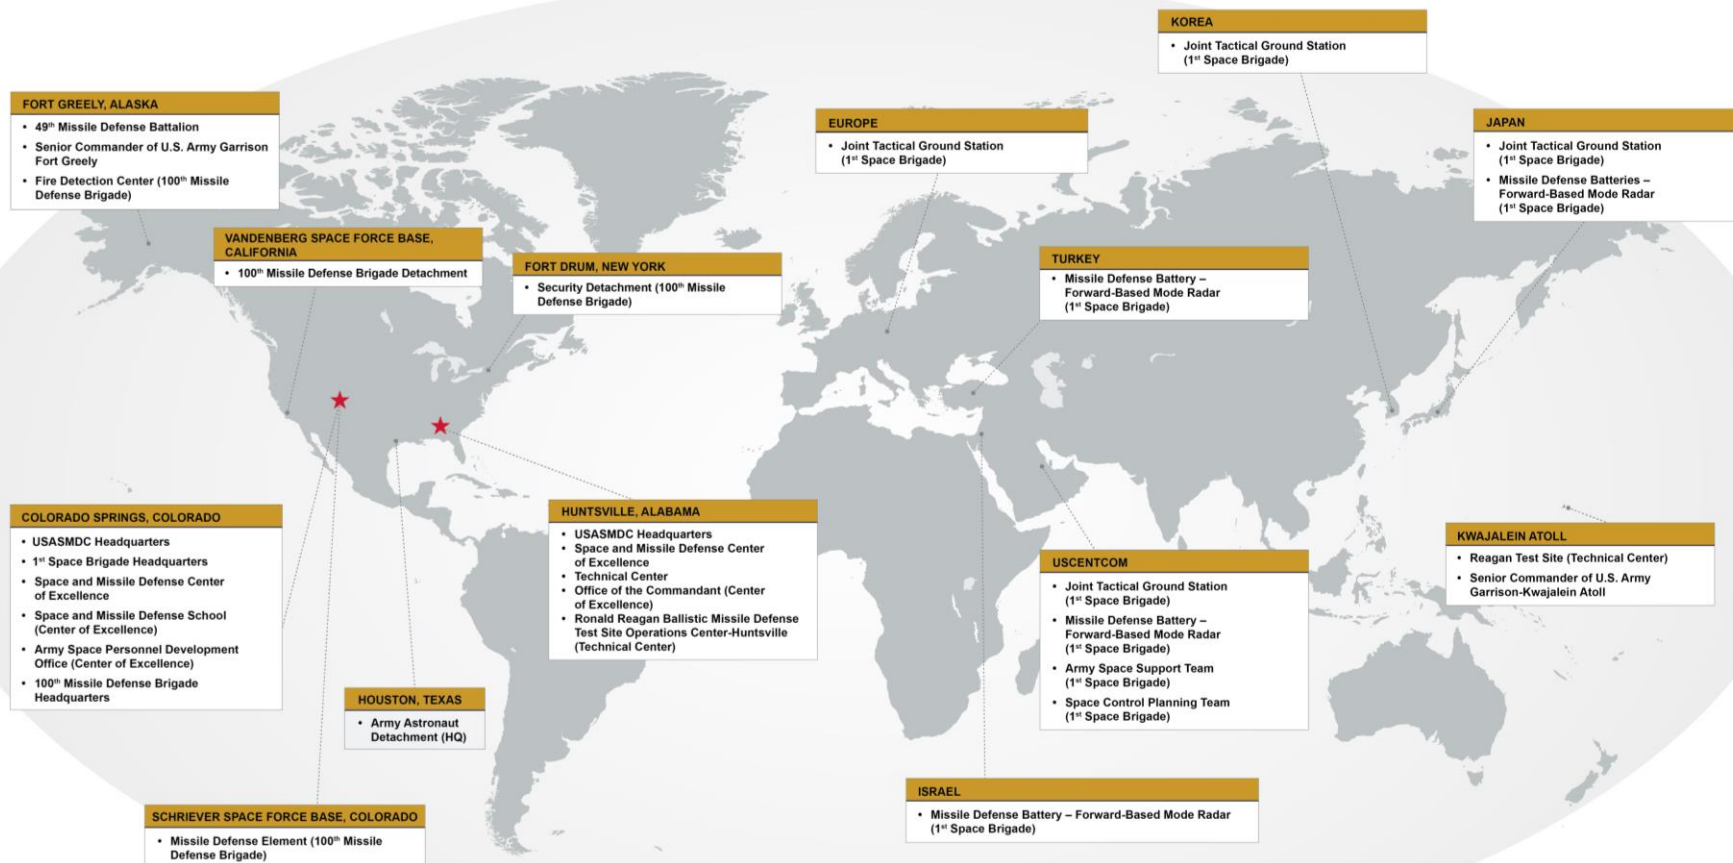 KOREA
• Joint Tactical Ground Station
(1st Space Brigade)
FORT GREELY, ALASKA
• 49th Missile Defense Battalion
• Senior Commander of U.S. Army Garrison
Fort Greely
• Fire Detection Center (100th Missile
Defense Brigade)
EUROPE
• Joint Tactical Ground Station
(1st Space Brigade)
JAPAN
• Joint Tactical Ground Station
(1st Space Brigade)
• Missile Defense Batteries –
Forward-Based Mode Radar
(1st Space Brigade)
VANDENBERG SPACE FORCE BASE,
CALIFORNIA
• 100th Missile Defense Brigade Detachment
FORT DRUM, NEW YORK
• Security Detachment (100th Missile
Defense Brigade)
TURKEY
• Missile Defense Battery –
Forward-Based Mode Radar
(1st Space Brigade)
COLORADO SPRINGS, COLORADO
• USASMDC Headquarters
• 1st Space Brigade Headquarters
• Space and Missile Defense Center
of Excellence
• Space and Missile Defense School
(Center of Excellence)
• Army Space Personnel Development
Office (Center of Excellence)
• 100th Missile Defense Brigade
Headquarters
HUNTSVILLE, ALABAMA
• USASMDC Headquarters
• Space and Missile Defense Center
of Excellence
• Technical Center
• Office of the Commandant (Center
of Excellence)
• Ronald Reagan Ballistic Missile Defense
Test Site Operations Center-Huntsville
(Technical Center)
USCENTCOM
• Joint Tactical Ground Station
(1st Space Brigade)
• Missile Defense Battery –
Forward-Based Mode Radar
(1st Space Brigade)
• Army Space Support Team
(1st Space Brigade)
• Space Control Planning Team
(1st Space Brigade)
KWAJALEIN ATOLL
• Reagan Test Site (Technical Center)
• Senior Commander of U.S. Army
Garrison-Kwajalein Atoll
HOUSTON, TEXAS
• Army Astronaut
Detachment (HQ)
ISRAEL
• Missile Defense Battery – Forward-Based Mode Radar
(1st Space Brigade)
SCHRIEVER SPACE FORCE BASE, COLORADO
• Missile Defense Element (100th Missile
Defense Brigade)